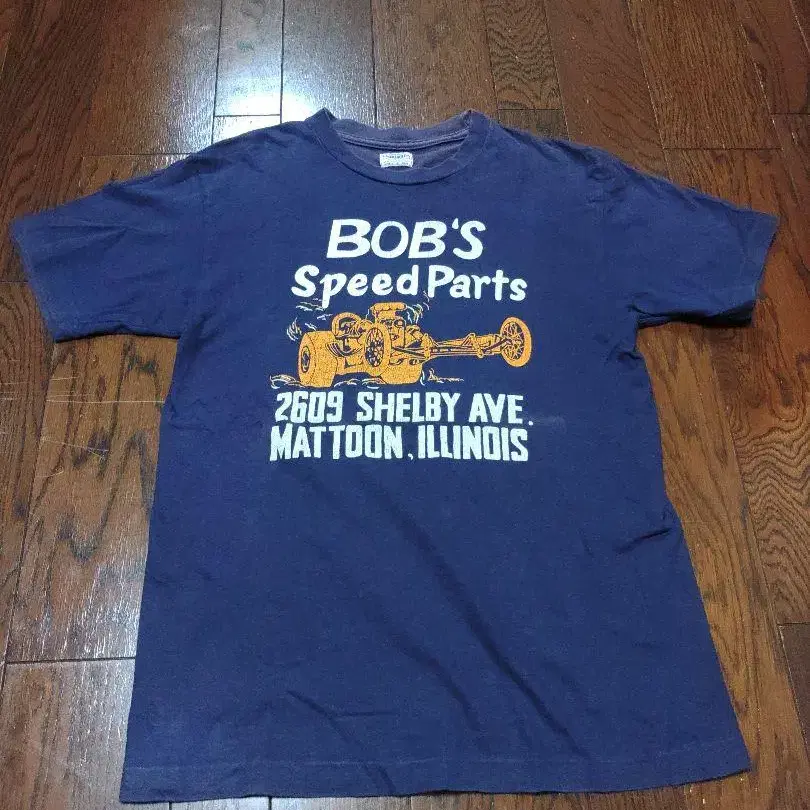 BOB'S
Speed Parts
2609 SHELBY AVE.
MATTOON, ILLINOIS